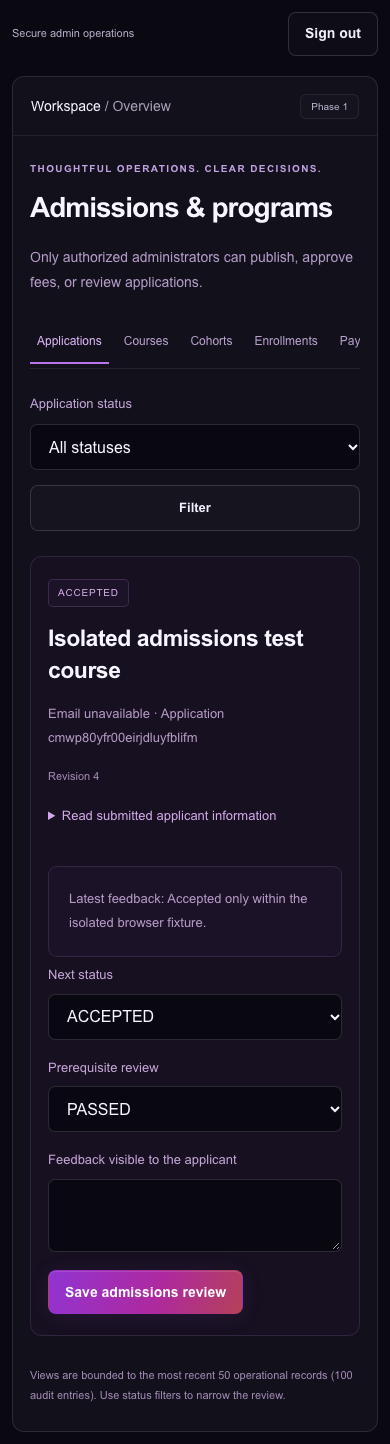 Secure admin operations
Sign out
Workspace / Overview
Phase 1
THOUGHTFUL OPERATIONS. CLEAR DECISIONS.
Admissions & programs
Only authorized administrators can publish, approve
fees, or review applications.
Applications Courses Cohorts Enrollments Pay
Application status
All statuses
Filter
ACCEPTED
Isolated admissions test
course
Email unavailable · Application
cmwp80yfr00eirjdluyfblifm
Revision 4
Read submitted applicant information
Latest feedback: Accepted only within the
isolated browser fixture.
Next status
ACCEPTED
Prerequisite review
PASSED
Feedback visible to the applicant
Save admissions review
Views are bounded to the most recent 50 operational records (100
audit entries). Use status filters to narrow the review.